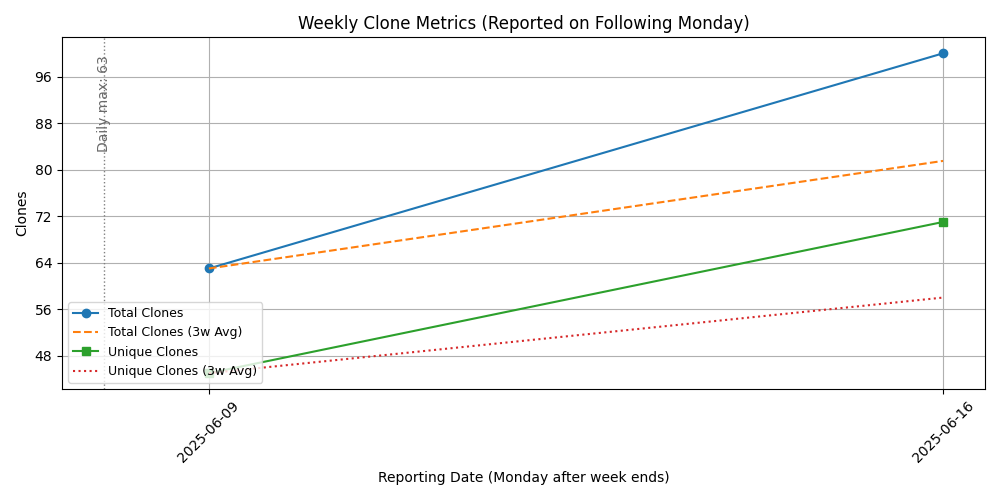 Weekly Clone Metrics (Reported on Following Monday)
Daily max: 63
Clones
96
88
80
72
64
56
48
Total Clones
Total Clones (3w Avg)
Unique Clones
Unique Clones (3w Avg)
2025-06-09
2025-06-16
Reporting Date (Monday after week ends)